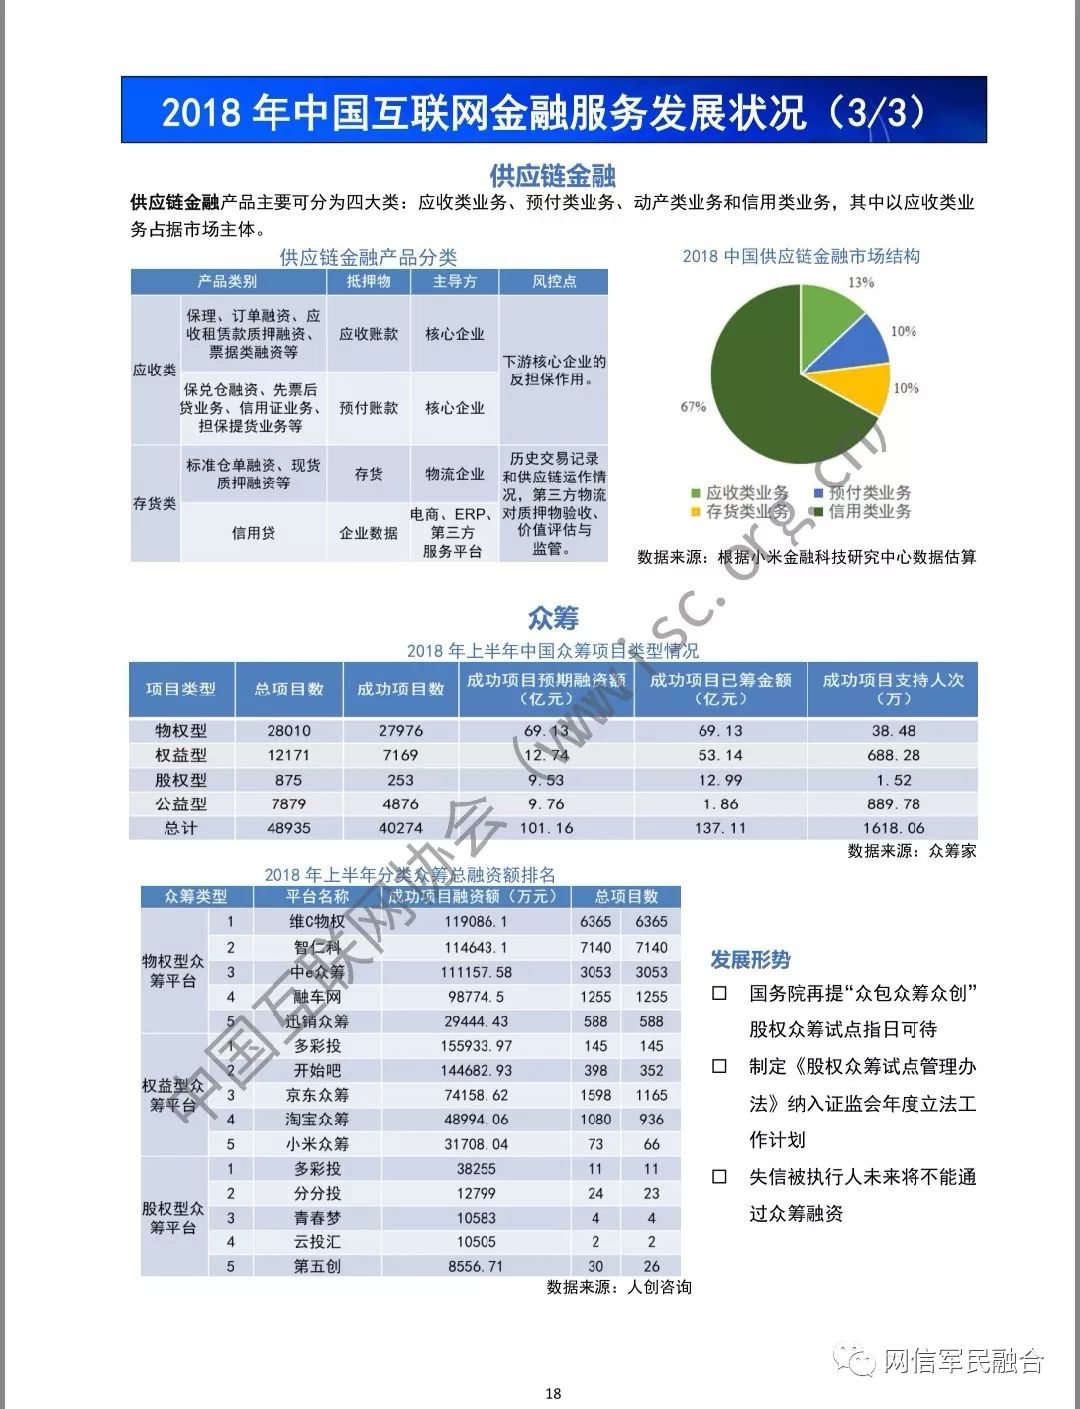 2018 年中国互联网金融服务发展状况（3/3）
供应链金融
供应链金融产品主要可分为四大类：应收类业务、预付类业务、动产类业务和信用类业务，其中以应收类业
务占据市场主体。
供应链金融产品分类
产品类别 抵押物 主导方 风控点
应收类
保理、订单融资、应
收租赁款质押融资、
票据类融资等
应收账款 核心企业
保兑仓融资、先票后
贷业务、信用证业务、
担保提货业务等
预付账款 核心企业
下游核心企业的
反担保作用。
存货类
标准仓单融资、现货
质押融资等
存货 物流企业
信用贷 企业数据
电商、ERP、
第三方
服务平台
历史交易记录
和供应链运作情
况，第三方物流
对质押物验收、
价值评估与
监管。
2018 中国供应链金融市场结构
13%
10%
10%
67%
应收类业务 预付类业务
存货类业务 信用类业务
数据来源：根据小米金融科技研究中心数据估算
众筹
2018 年上半年中国众筹项目类型情况
项目类型 总项目数 成功项目数 成功项目预期融资额（亿元） 成功项目已筹金额（亿元） 成功项目支持人次（万）
物权型 28010 27976 69.13 69.13 38.48
权益型 12171 7169 12.74 53.14 688.28
股权型 875 253 9.53 12.99 1.52
公益型 7879 4876 9.76 1.86 889.78
总计 48935 40274 101.16 137.11 1618.06
数据来源：众筹家
2018 年上半年分类众筹总融资额排名
众筹类型 平台名称 成功项目融资额（万元） 总项目数
物权型众
筹平台
1 维C物权 119086.1 6365 6365
2 智仁科 114643.1 7140 7140
3 中e众筹 111157.58 3053 3053
4 融车网 98774.5 1255 1255
5 迅销众筹 29444.43 588 588
权益型众
筹平台
1 多彩投 155933.97 145 145
2 开始吧 144682.93 398 352
3 京东众筹 74158.62 1598 1165
4 淘宝众筹 48994.06 1080 936
5 小米众筹 31708.04 73 66
股权型众
筹平台
1 多彩投 38255 11 11
2 分分投 12799 24 23
3 青春梦 10583 4 4
4 云投汇 10505 2 2
5 第五创 8556.71 30 26
数据来源：人创咨询
发展形势
□ 国务院再提“众包众筹众创”
股权众筹试点指日可待
□ 制定《股权众筹试点管理办
法》纳入证监会年度立法工
作计划
□ 失信被执行人未来将不能通
过众筹融资
中国互联网协会（www.isc.org.cn）
网信军民融合
18